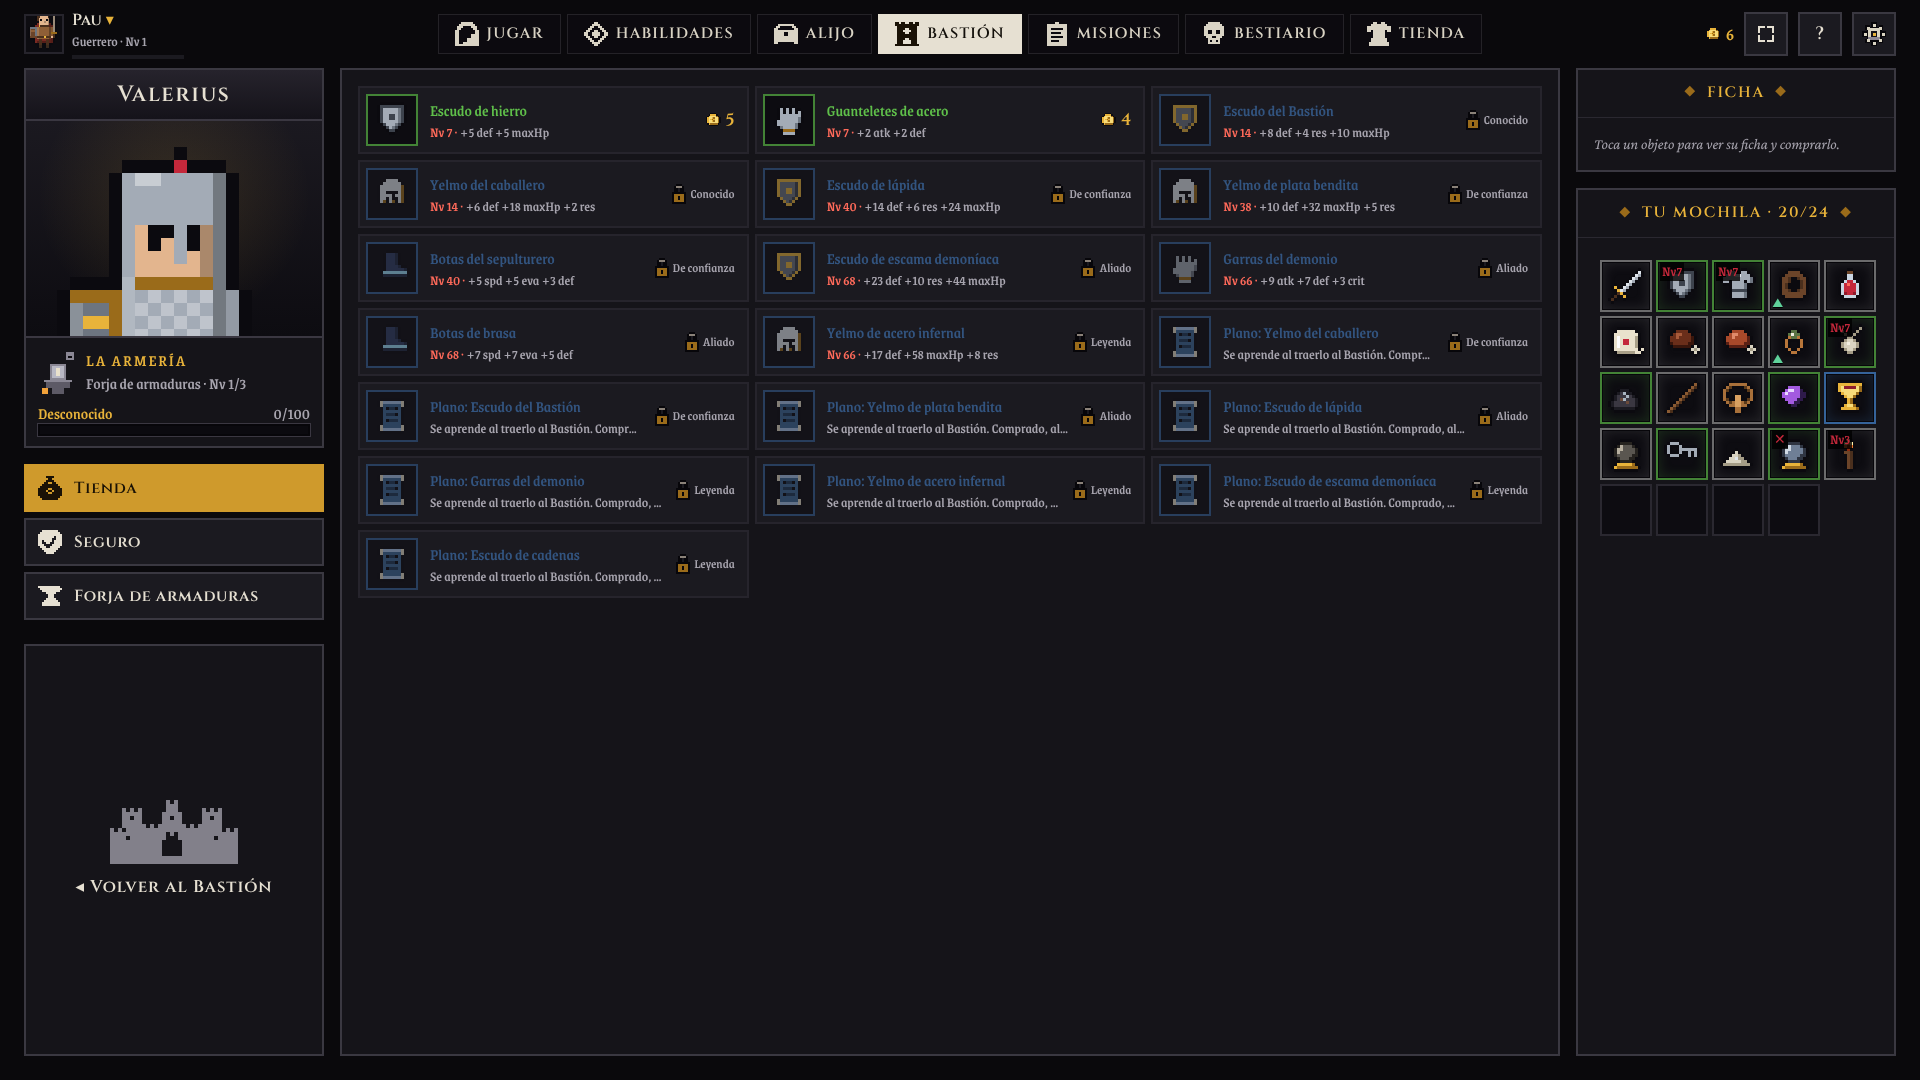 Pau ▾
Guerrero · Nv 1
JUGAR
HABILIDADES
ALIJO
BASTIÓN
MISIONES
BESTIARIO
TIENDA
6
?
Valerius
LA ARMERÍA
Forja de armaduras · Nv 1/3
Desconocido 0/100
Tienda
Seguro
Forja de armaduras
◂ Volver al Bastión
Escudo de hierro
Nv 7 · +5 def +5 maxHp
5
Guanteletes de acero
Nv 7 · +2 atk +2 def
4
Escudo del Bastión
Nv 14 · +8 def +4 res +10 maxHp
Conocido
Yelmo del caballero
Nv 14 · +6 def +18 maxHp +2 res
Conocido
Escudo de lápida
Nv 40 · +14 def +6 res +24 maxHp
De confianza
Yelmo de plata bendita
Nv 38 · +10 def +32 maxHp +5 res
De confianza
Botas del sepulturero
Nv 40 · +5 spd +5 eva +3 def
De confianza
Escudo de escama demoníaca
Nv 68 · +23 def +10 res +44 maxHp
Aliado
Garras del demonio
Nv 66 · +9 atk +7 def +3 crit
Aliado
Botas de brasa
Nv 68 · +7 spd +7 eva +5 def
Aliado
Yelmo de acero infernal
Nv 66 · +17 def +58 maxHp +8 res
Leyenda
Plano: Yelmo del caballero
Se aprende al traerlo al Bastión. Compr...
De confianza
Plano: Escudo del Bastión
Se aprende al traerlo al Bastión. Compr...
De confianza
Plano: Yelmo de plata bendita
Se aprende al traerlo al Bastión. Comprado, al...
Aliado
Plano: Escudo de lápida
Se aprende al traerlo al Bastión. Comprado, al...
Aliado
Plano: Garras del demonio
Se aprende al traerlo al Bastión. Comprado, ...
Leyenda
Plano: Yelmo de acero infernal
Se aprende al traerlo al Bastión. Comprado, ...
Leyenda
Plano: Escudo de escama demoníaca
Se aprende al traerlo al Bastión. Comprado, ...
Leyenda
Plano: Escudo de cadenas
Se aprende al traerlo al Bastión. Comprado, ...
Leyenda
FICHA
Toca un objeto para ver su ficha y comprarlo.
TU MOCHILA · 20/24
Nv7
Nv7
Nv7
Nv3